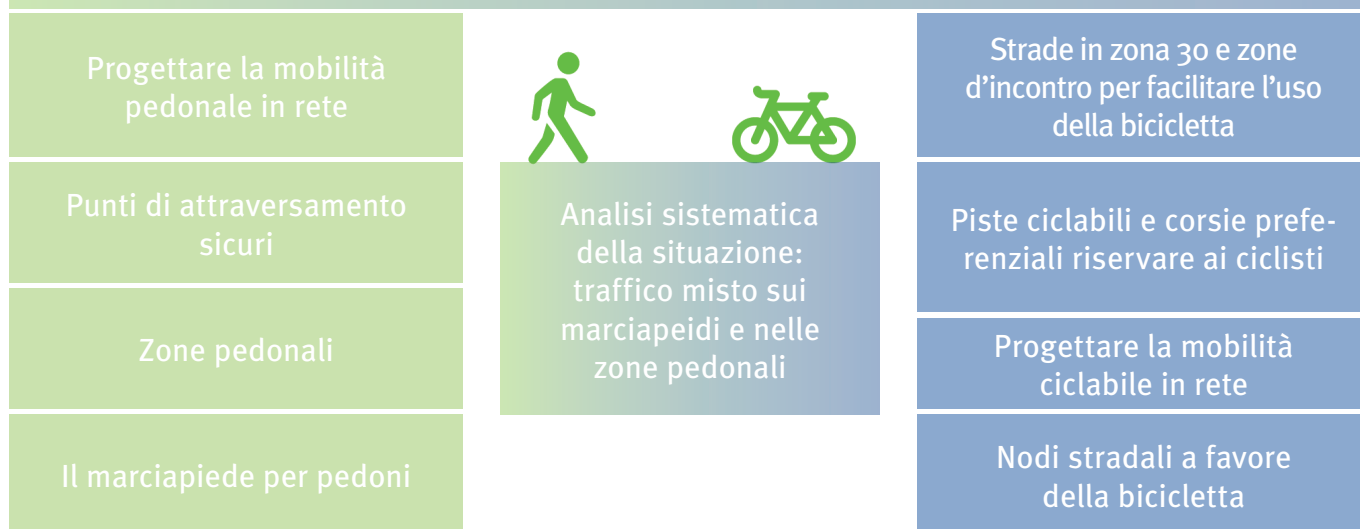 Progettare la mobilità
pedonale in rete
Punti di attraversamento
sicuri
Zone pedonali
Il marciapiede per pedoni
Analisi sistematica
della situazione:
traffico misto sui
marciapeidi e nelle
zone pedonali
Strade in zona 30 e zone
d’incontro per facilitare l’uso
della bicicletta
Piste ciclabili e corsie prefe-
renziali riservare ai ciclisti
Progettare la mobilità
ciclabile in rete
Nodi stradali a favore
della bicicletta